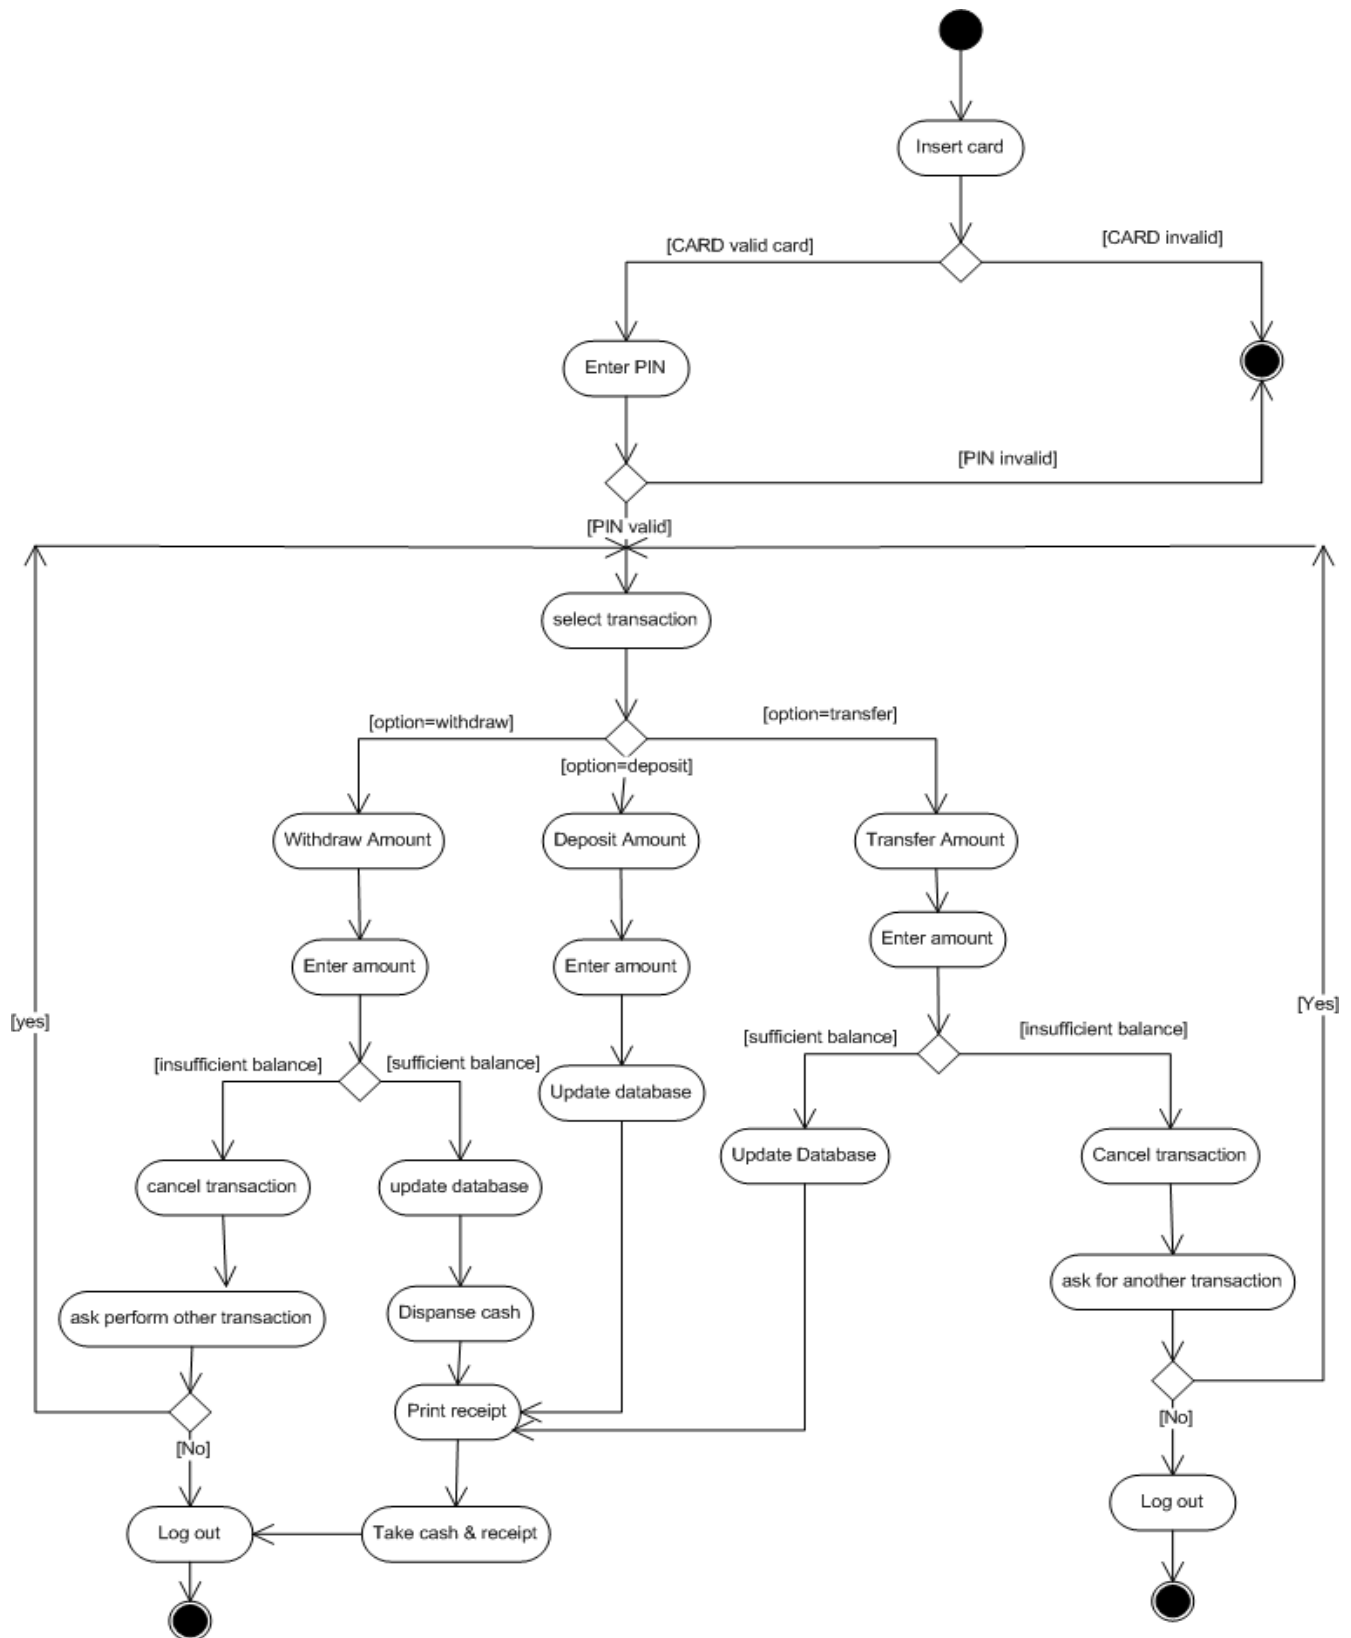 Insert card
[CARD valid card]
[CARD invalid]
Enter PIN
[PIN invalid]
[PIN valid]
select transaction
[option=withdraw]
[option=transfer]
[option=deposit]
Withdraw Amount
Deposit Amount
Transfer Amount
Enter amount
Enter amount
Enter amount
[yes]
[Yes]
[insufficient balance]
[sufficient balance]
[sufficient balance]
[insufficient balance]
Update database
cancel transaction
update database
Update Database
Cancel transaction
ask perform other transaction
Dispanse cash
ask for another transaction
Print receipt
[No]
[No]
Log out
Take cash & receipt
Log out